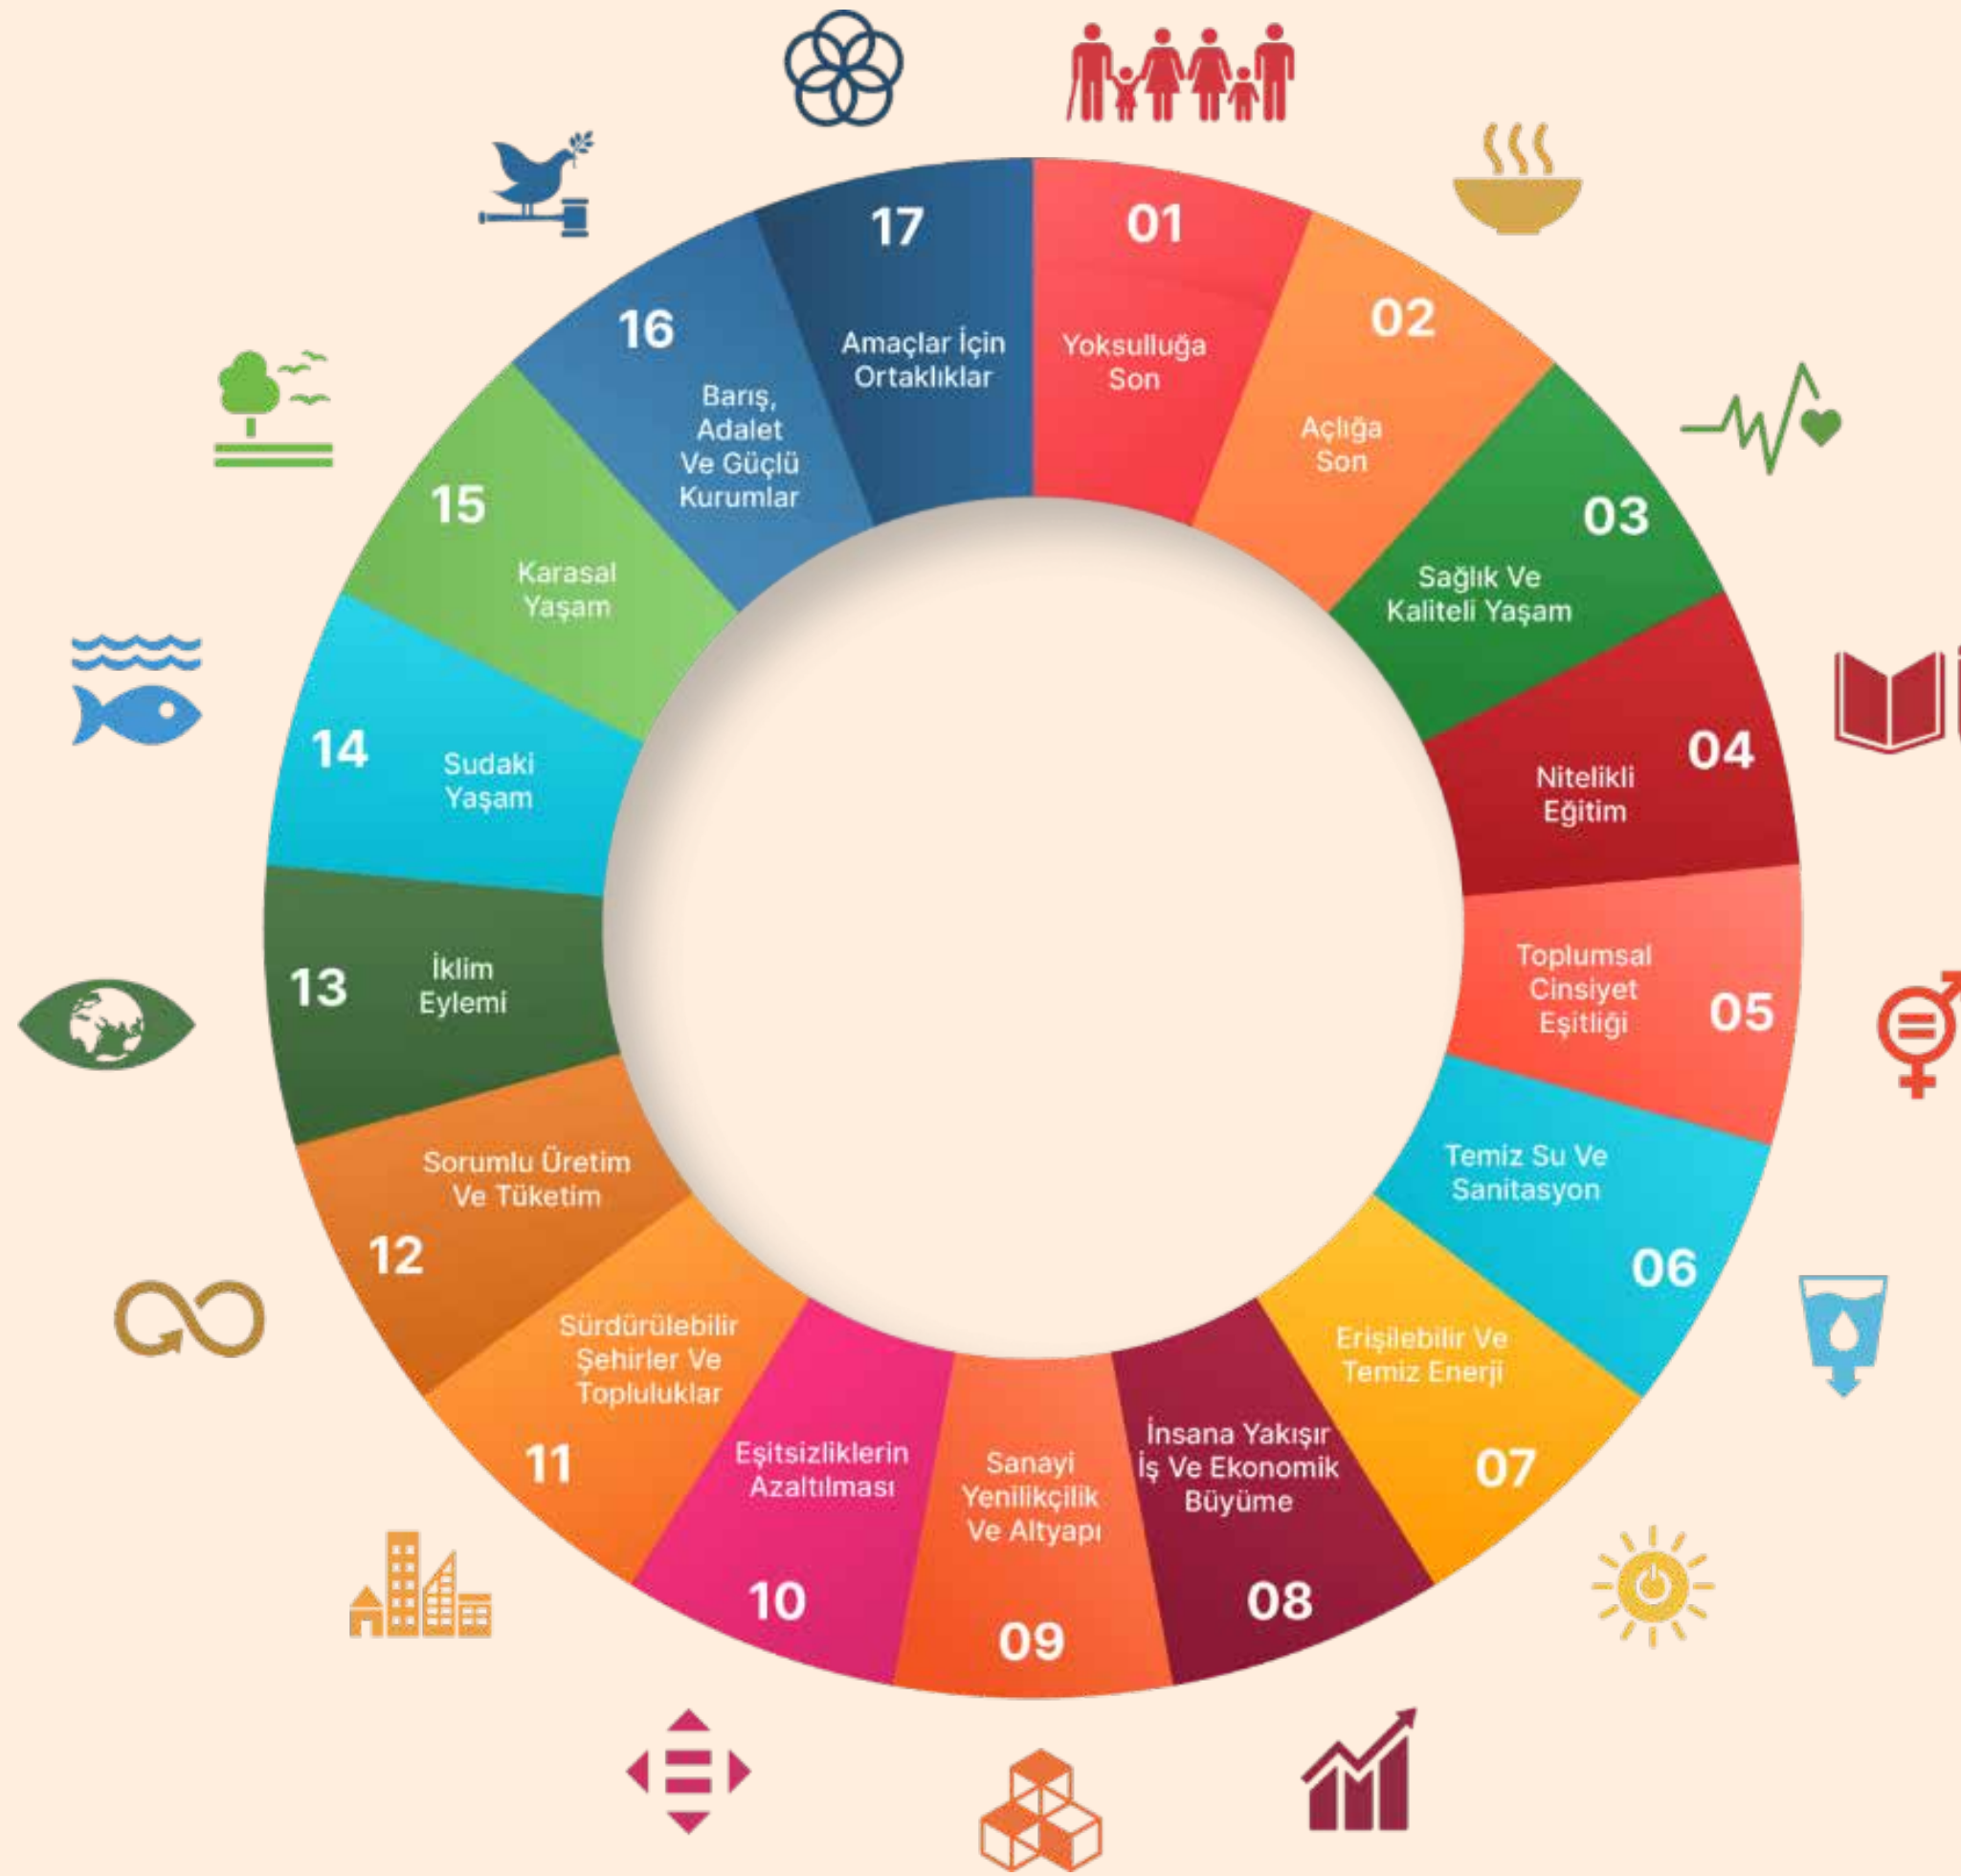 01
Yoksulluğa
Son
02
Açlığa
Son
03
Sağlık Ve
Kaliteli Yaşam
04
Nitelikli
Eğitim
05
Toplumsal
Cinsiyet
Eşitliği
06
Temiz Su Ve
Sanitasyon
07
Erişilebilir Ve
Temiz Enerji
08
İnsana Yakışır
İş Ve Ekonomik
Büyüme
09
Sanayi
Yenilikçilik
Ve Altyapı
10
Eşitsizliklerin
Azaltılması
11
Sürdürülebilir
Şehirler Ve
Topluluklar
12
Sorumlu Üretim
Ve Tüketim
13
İklim
Eylemi
14
Sudaki
Yaşam
15
Karasal
Yaşam
16
Barış,
Adalet
Ve Güçlü
Kurumlar
17
Amaçlar İçin
Ortaklıklar